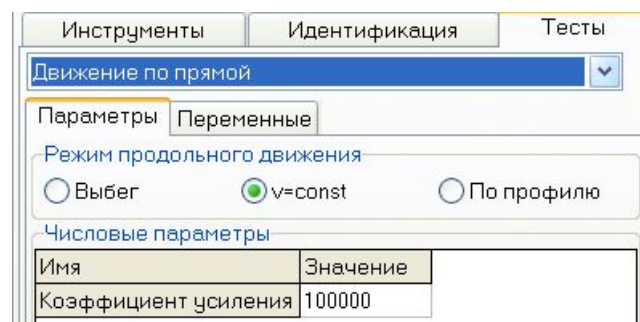 Инструменты Идентификация Тесты
Движение по прямой
Параметры Переменные
Режим продольного движения
Выбег v=const По профилю
Числовые параметры
Имя Значение
Коэффициент усиления 100000